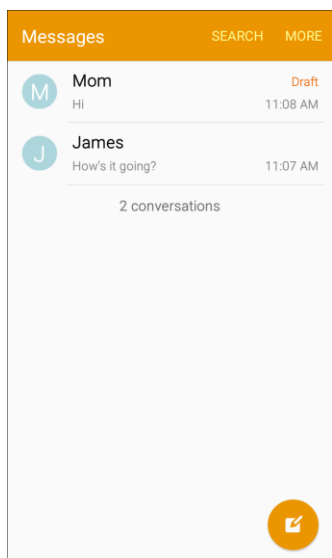 Messages SEARCH MORE
M Mom Draft
Hi 11:08 AM
J James
How's it going? 11:07 AM
2 conversations